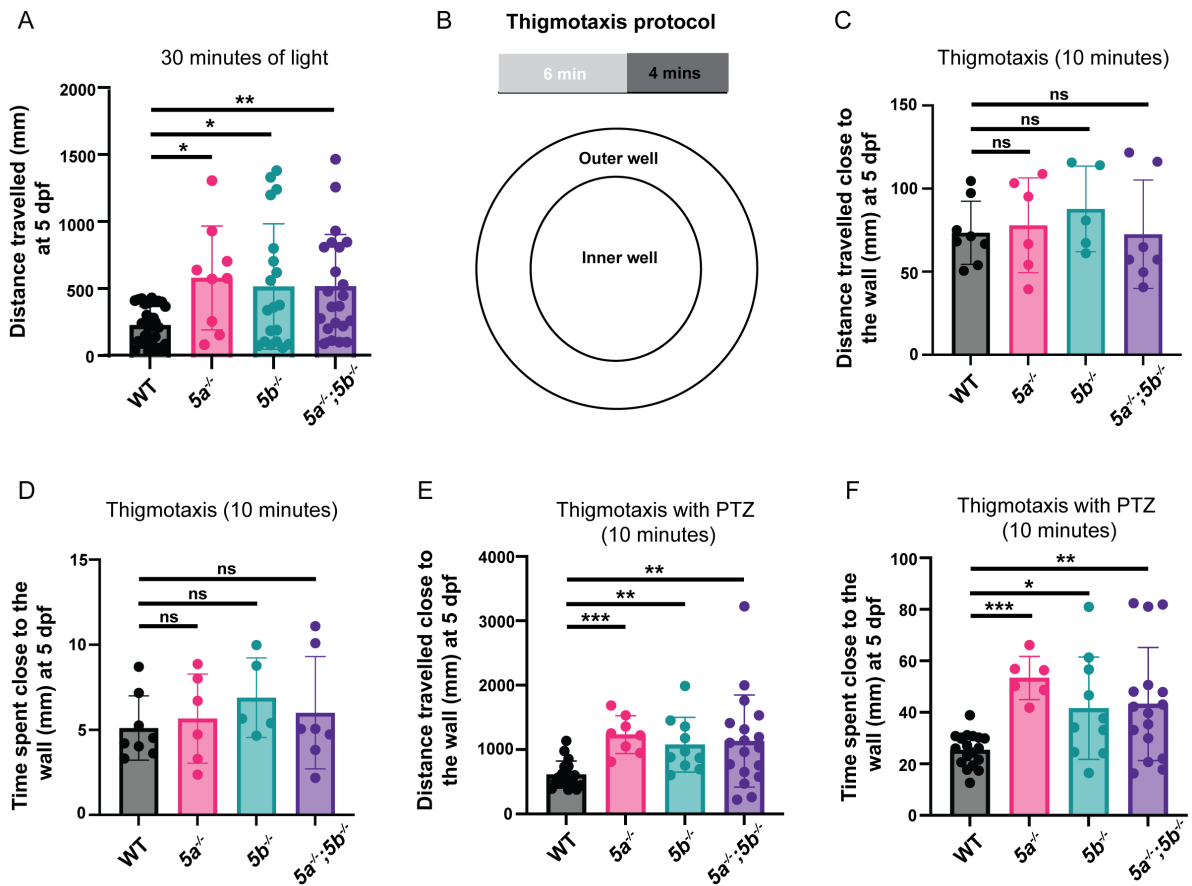 A
30 minutes of light
Distance travelled (mm)
at 5 dpf
2000
1500
1000
500
0
**
*
*
WT
5a-/-
5b-/-
5a-/-;5b-/-
B
Thigmotaxis protocol
6 min
4 mins
Outer well
Inner well
C
Thigmotaxis (10 minutes)
Distance travelled close to
the wall (mm) at 5 dpf
150
100
50
0
ns
ns
ns
WT
5a-/-
5b-/-
5a-/-;5b-/-
D
Thigmotaxis (10 minutes)
Time spent close to the
wall (mm) at 5 dpf
15
10
5
0
ns
ns
ns
WT
5a-/-
5b-/-
5a-/-;5b-/-
E
Thigmotaxis with PTZ
(10 minutes)
Distance travelled close to
the wall (mm) at 5 dpf
4000
3000
2000
1000
0
**
**
***
WT
5a-/-
5b-/-
5a-/-;5b-/-
F
Thigmotaxis with PTZ
(10 minutes)
Time spent close to the
wall (mm) at 5 dpf
100
80
60
40
20
0
**
*
***
WT
5a-/-
5b-/-
5a-/-;5b-/-